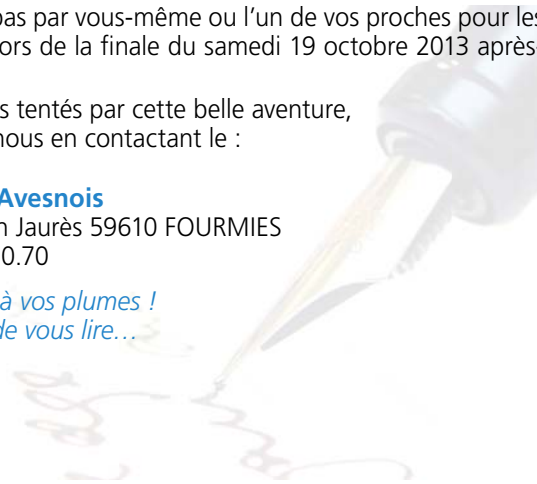 pas par vous-même ou l'un de vos proches pour les
ors de la finale du samedi 19 octobre 2013 après-
s tentés par cette belle aventure,
nous en contactant le :
Avesnois
n Jaurès 59610 FOURMIES
0.70
à vos plumes !
de vous lire…